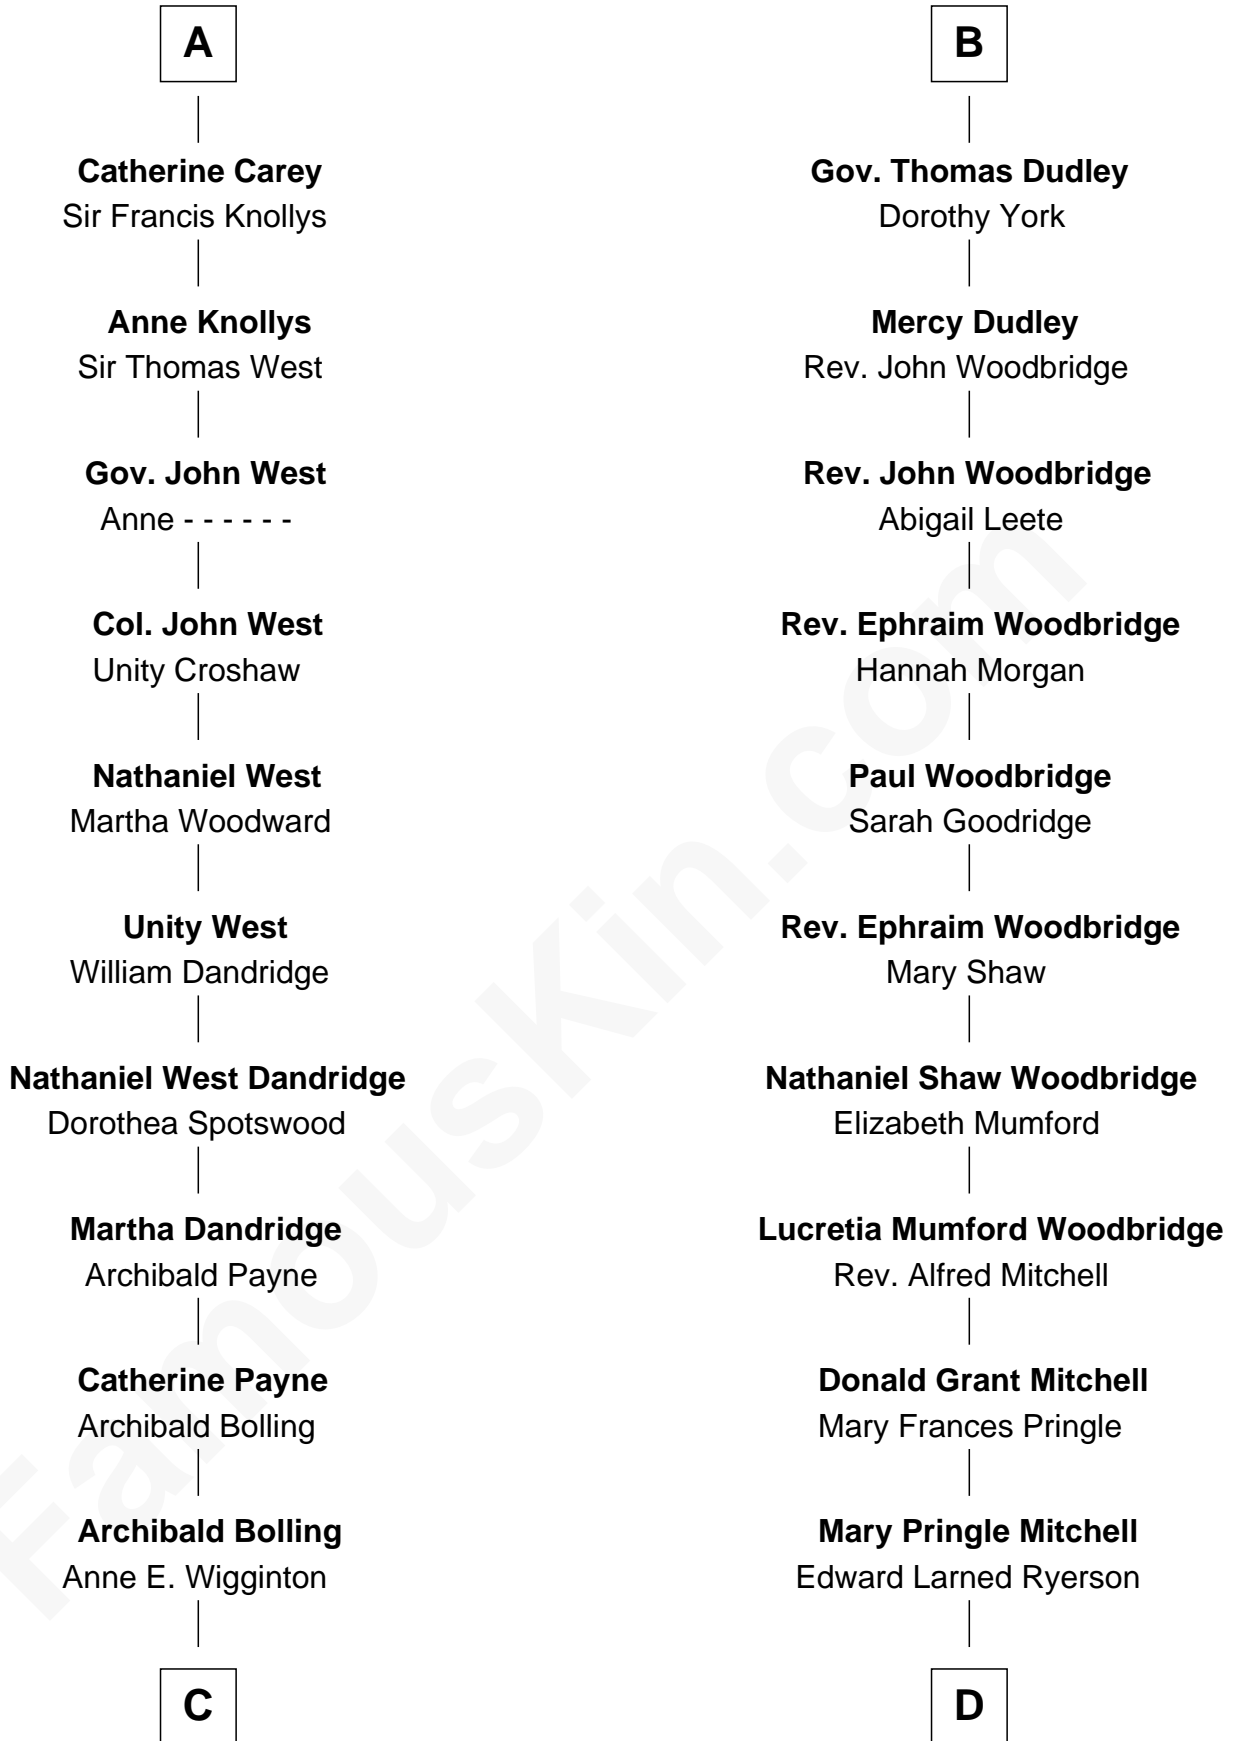 A
Catherine Carey
Sir Francis Knollys
Anne Knollys
Sir Thomas West
Gov. John West
Anne - - - - - -
Col. John West
Unity Croshaw
Nathaniel West
Martha Woodward
Unity West
William Dandridge
Nathaniel West Dandridge
Dorothea Spotswood
Martha Dandridge
Archibald Payne
Catherine Payne
Archibald Bolling
Archibald Bolling
Anne E. Wigginton
C
B
Gov. Thomas Dudley
Dorothy York
Mercy Dudley
Rev. John Woodbridge
Rev. John Woodbridge
Abigail Leete
Rev. Ephraim Woodbridge
Hannah Morgan
Paul Woodbridge
Sarah Goodridge
Rev. Ephraim Woodbridge
Mary Shaw
Nathaniel Shaw Woodbridge
Elizabeth Mumford
Lucretia Mumford Woodbridge
Rev. Alfred Mitchell
Donald Grant Mitchell
Mary Frances Pringle
Mary Pringle Mitchell
Edward Larned Ryerson
D
FamousKin.com